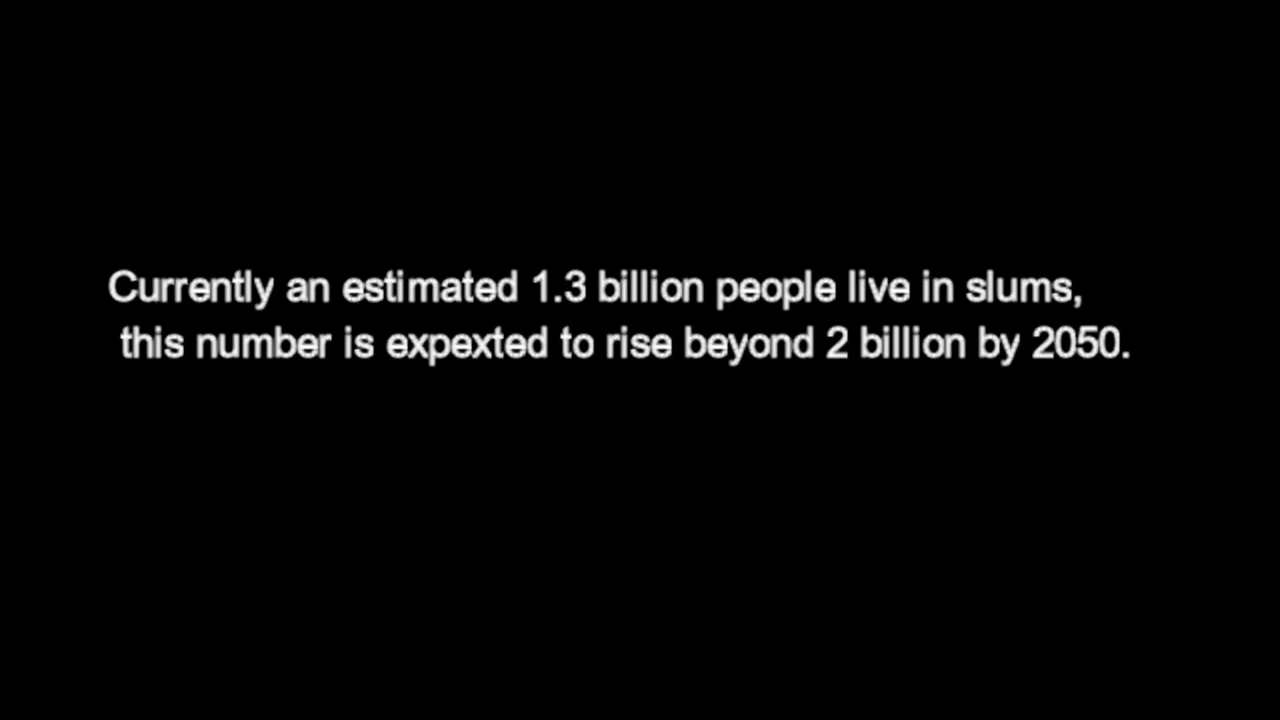 Currently an estimated 1.3 billion people live in slums,
this number is expexted to rise beyond 2 billion by 2050.